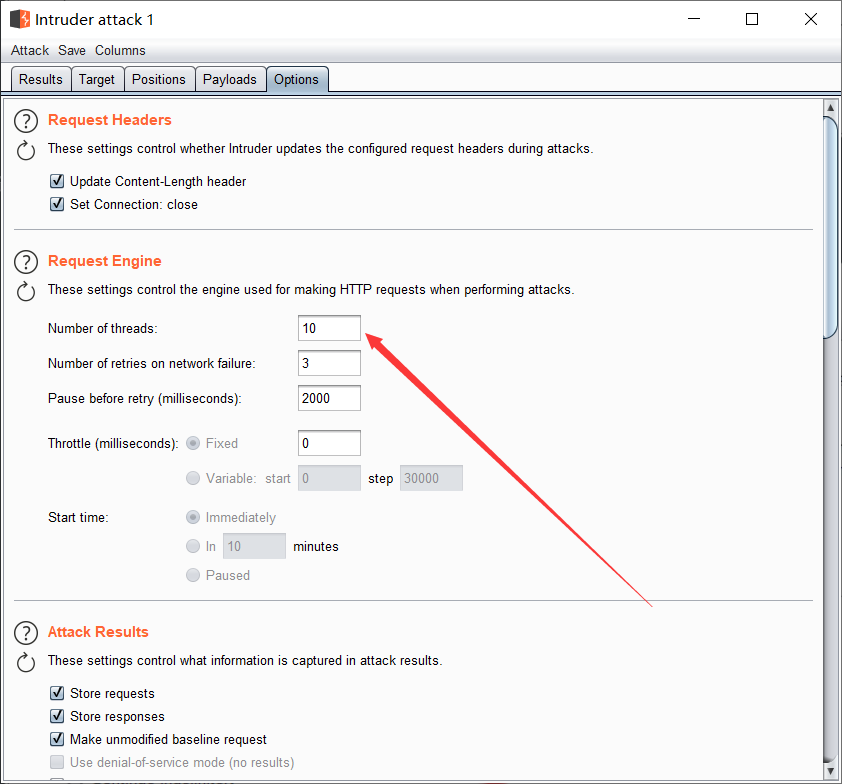 Intruder attack 1
Attack Save Columns
Results Target Positions Payloads Options
? Request Headers
These settings control whether Intruder updates the configured request headers during attacks.
Update Content-Length header
Set Connection: close
? Request Engine
These settings control the engine used for making HTTP requests when performing attacks.
Number of threads: 10
Number of retries on network failure: 3
Pause before retry (milliseconds): 2000
Throttle (milliseconds): Fixed 0
Variable: start 0 step 30000
Start time: Immediately
In 10 minutes
Paused
? Attack Results
These settings control what information is captured in attack results.
Store requests
Store responses
Make unmodified baseline request
Use denial-of-service mode (no results)